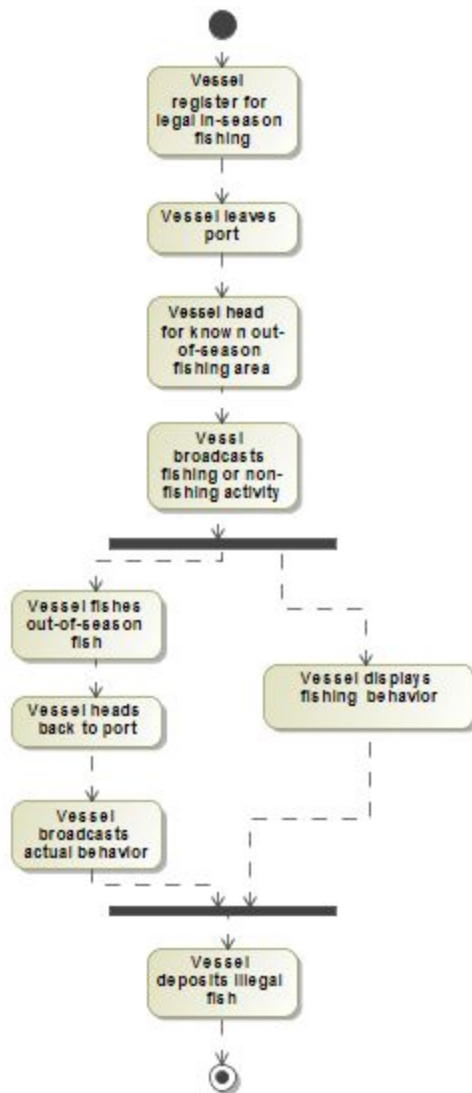 Vessel
register for
legal in-season
fishing
Vessel leaves
port
Vessel head
for known out-
of-season
fishing area
Vessl
broadcasts
fishing or non-
fishing activity
Vessel fishes
out-of-season
fish
Vessel displays
fishing behavior
Vessel heads
back to port
Vessel
broadcasts
actual behavior
Vessel
deposits illegal
fish